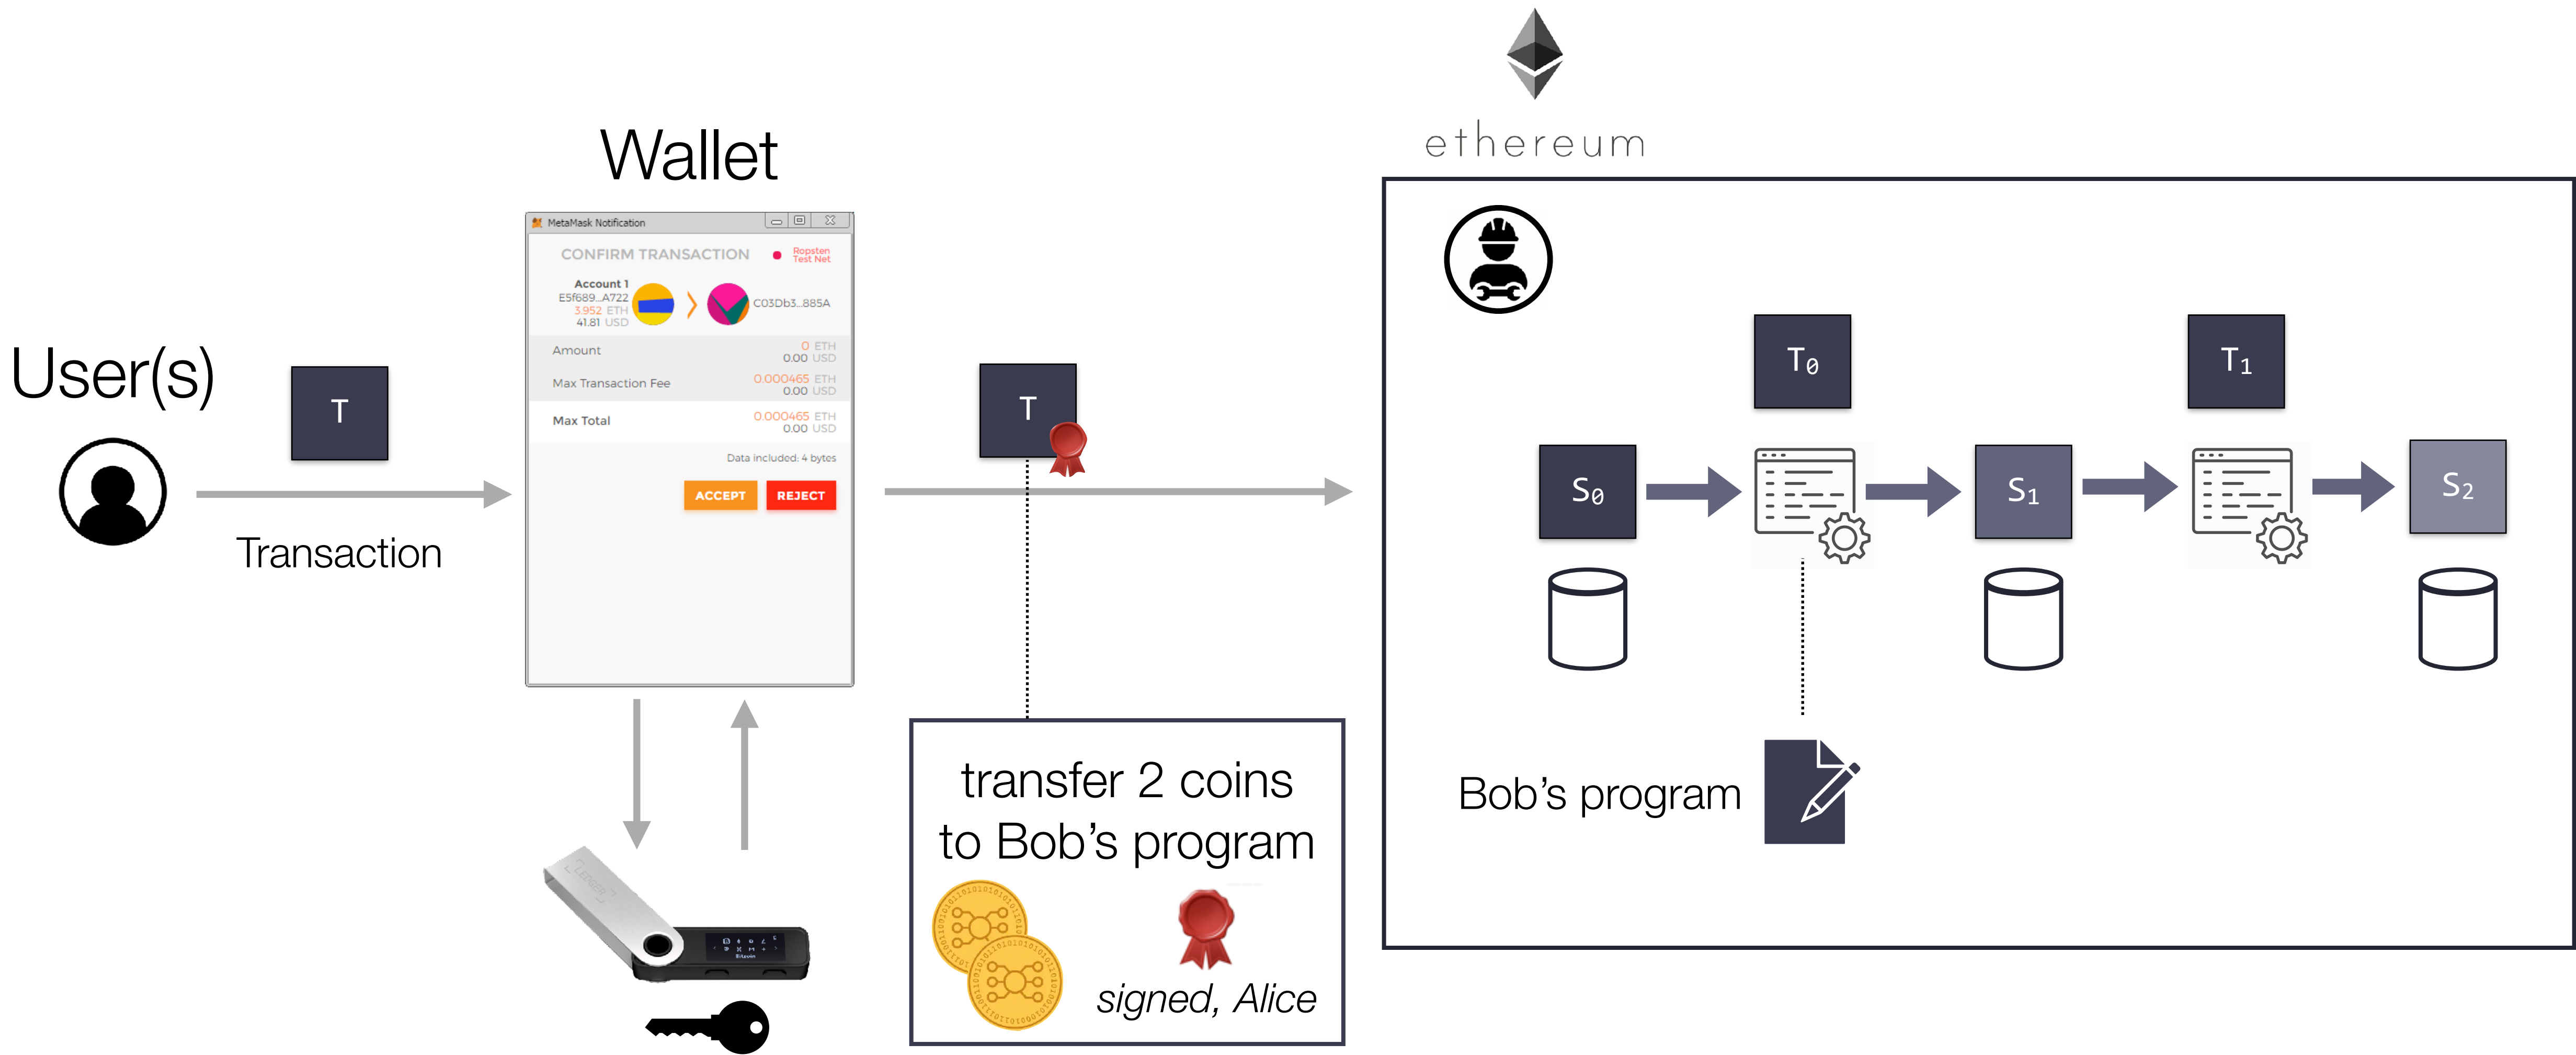 ethereum
Wallet
MetaMask Notification
CONFIRM TRANSACTION
Ropsten
Test Net
Account 1
E5f689...A722
3.952 ETH
41.81 USD
C03Db3...885A
Amount
0 ETH
0.00 USD
Max Transaction Fee
0.000465 ETH
0.00 USD
Max Total
0.000465 ETH
0.00 USD
Data included: 4 bytes
ACCEPT REJECT
User(s)
T
Transaction
T
T0
T1
S0
S1
S2
transfer 2 coins
to Bob's program
signed, Alice
Bob's program
LEDGER
Bitcoin